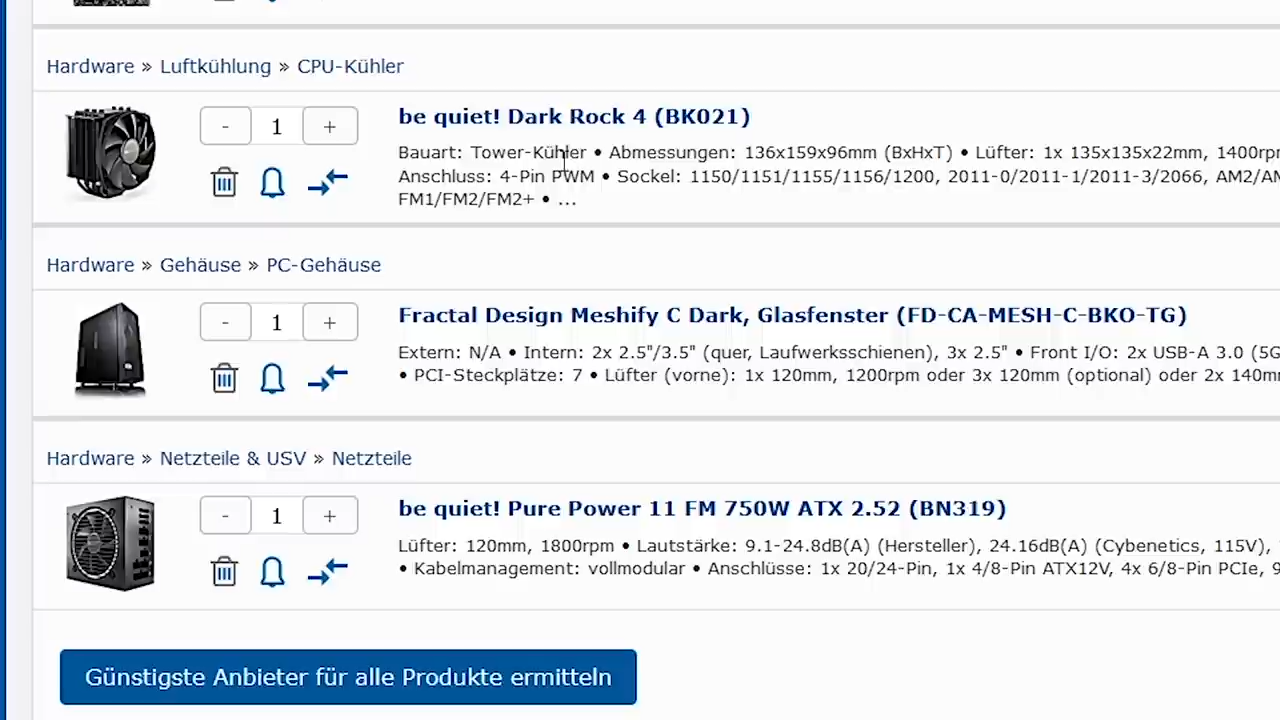 Hardware » Luftkühlung » CPU-Kühler
- 1 +
be quiet! Dark Rock 4 (BK021)
Bauart: Tower-Kühler • Abmessungen: 136x159x96mm (BxHxT) • Lüfter: 1x 135x135x22mm, 1400rpm
Anschluss: 4-Pin PWM • Sockel: 1150/1151/1155/1156/1200, 2011-0/2011-1/2011-3/2066, AM2/AM
FM1/FM2/FM2+ • ...
Hardware » Gehäuse » PC-Gehäuse
- 1 +
Fractal Design Meshify C Dark, Glasfenster (FD-CA-MESH-C-BKO-TG)
Extern: N/A • Intern: 2x 2.5"/3.5" (quer, Laufwerksschienen), 3x 2.5" • Front I/O: 2x USB-A 3.0 (5G
• PCI-Steckplätze: 7 • Lüfter (vorne): 1x 120mm, 1200rpm oder 3x 120mm (optional) oder 2x 140mm
Hardware » Netzteile & USV » Netzteile
- 1 +
be quiet! Pure Power 11 FM 750W ATX 2.52 (BN319)
Lüfter: 120mm, 1800rpm • Lautstärke: 9.1-24.8dB(A) (Hersteller), 24.16dB(A) (Cybenetics, 115V),
• Kabelmanagement: vollmodular • Anschlüsse: 1x 20/24-Pin, 1x 4/8-Pin ATX12V, 4x 6/8-Pin PCIe, 9
Günstigste Anbieter für alle Produkte ermitteln